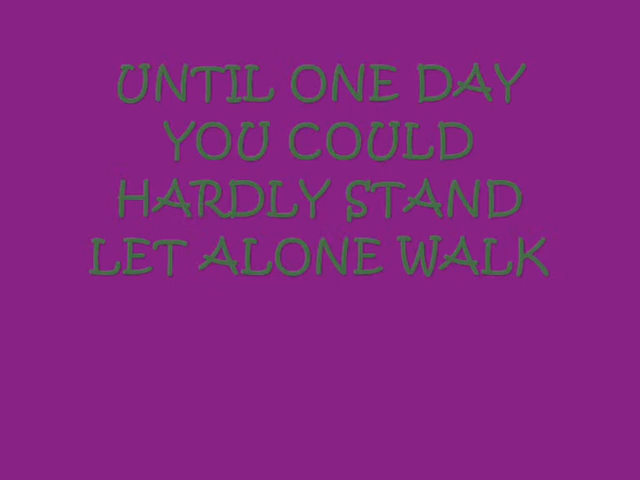 UNTIL ONE DAY
YOU COULD
HARDLY STAND
LET ALONE WALK